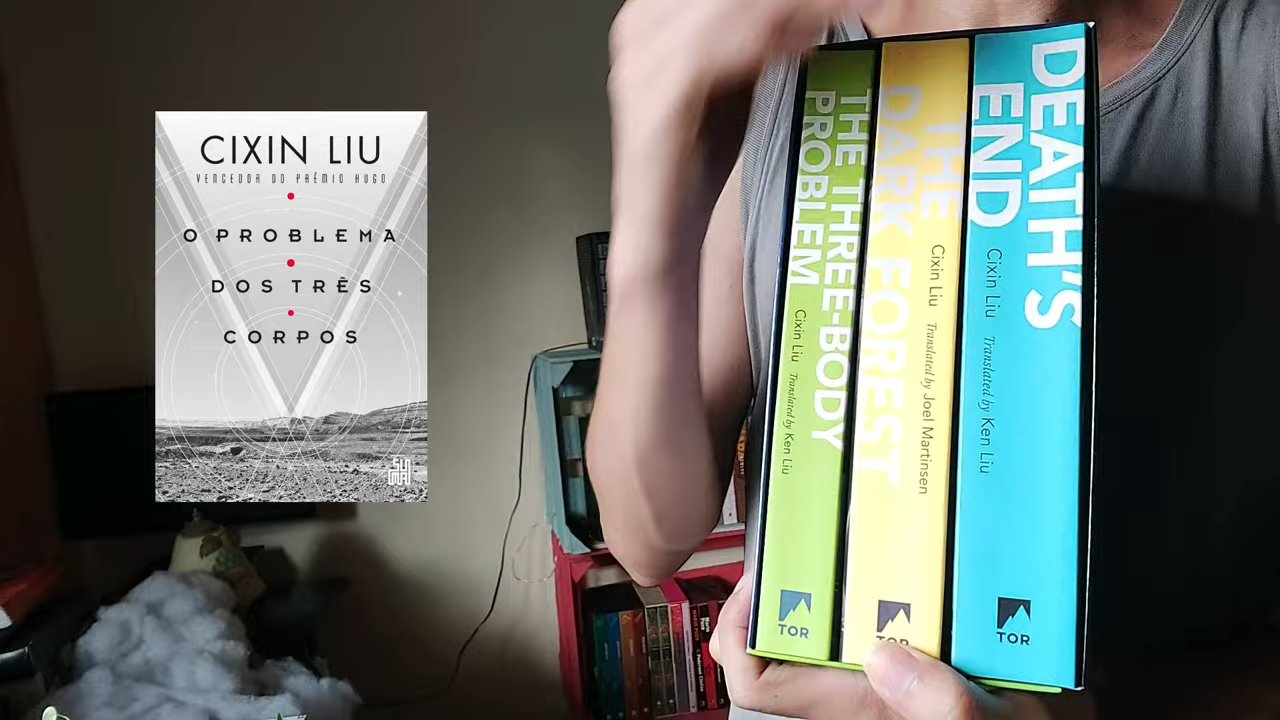 CIXIN LIU
VENCEDOR DO PRÊMIO HUGO
O PROBLEMA
DOS TRÊS
CORPOS
THE THREE-BODY
PROBLEM
Cixin Liu Translated by Ken Liu
TOR
THE
DARK FOREST
Cixin Liu Translated by Joel Martinsen
TOR
DEATH'S
END
Cixin Liu Translated by Ken Liu
TOR